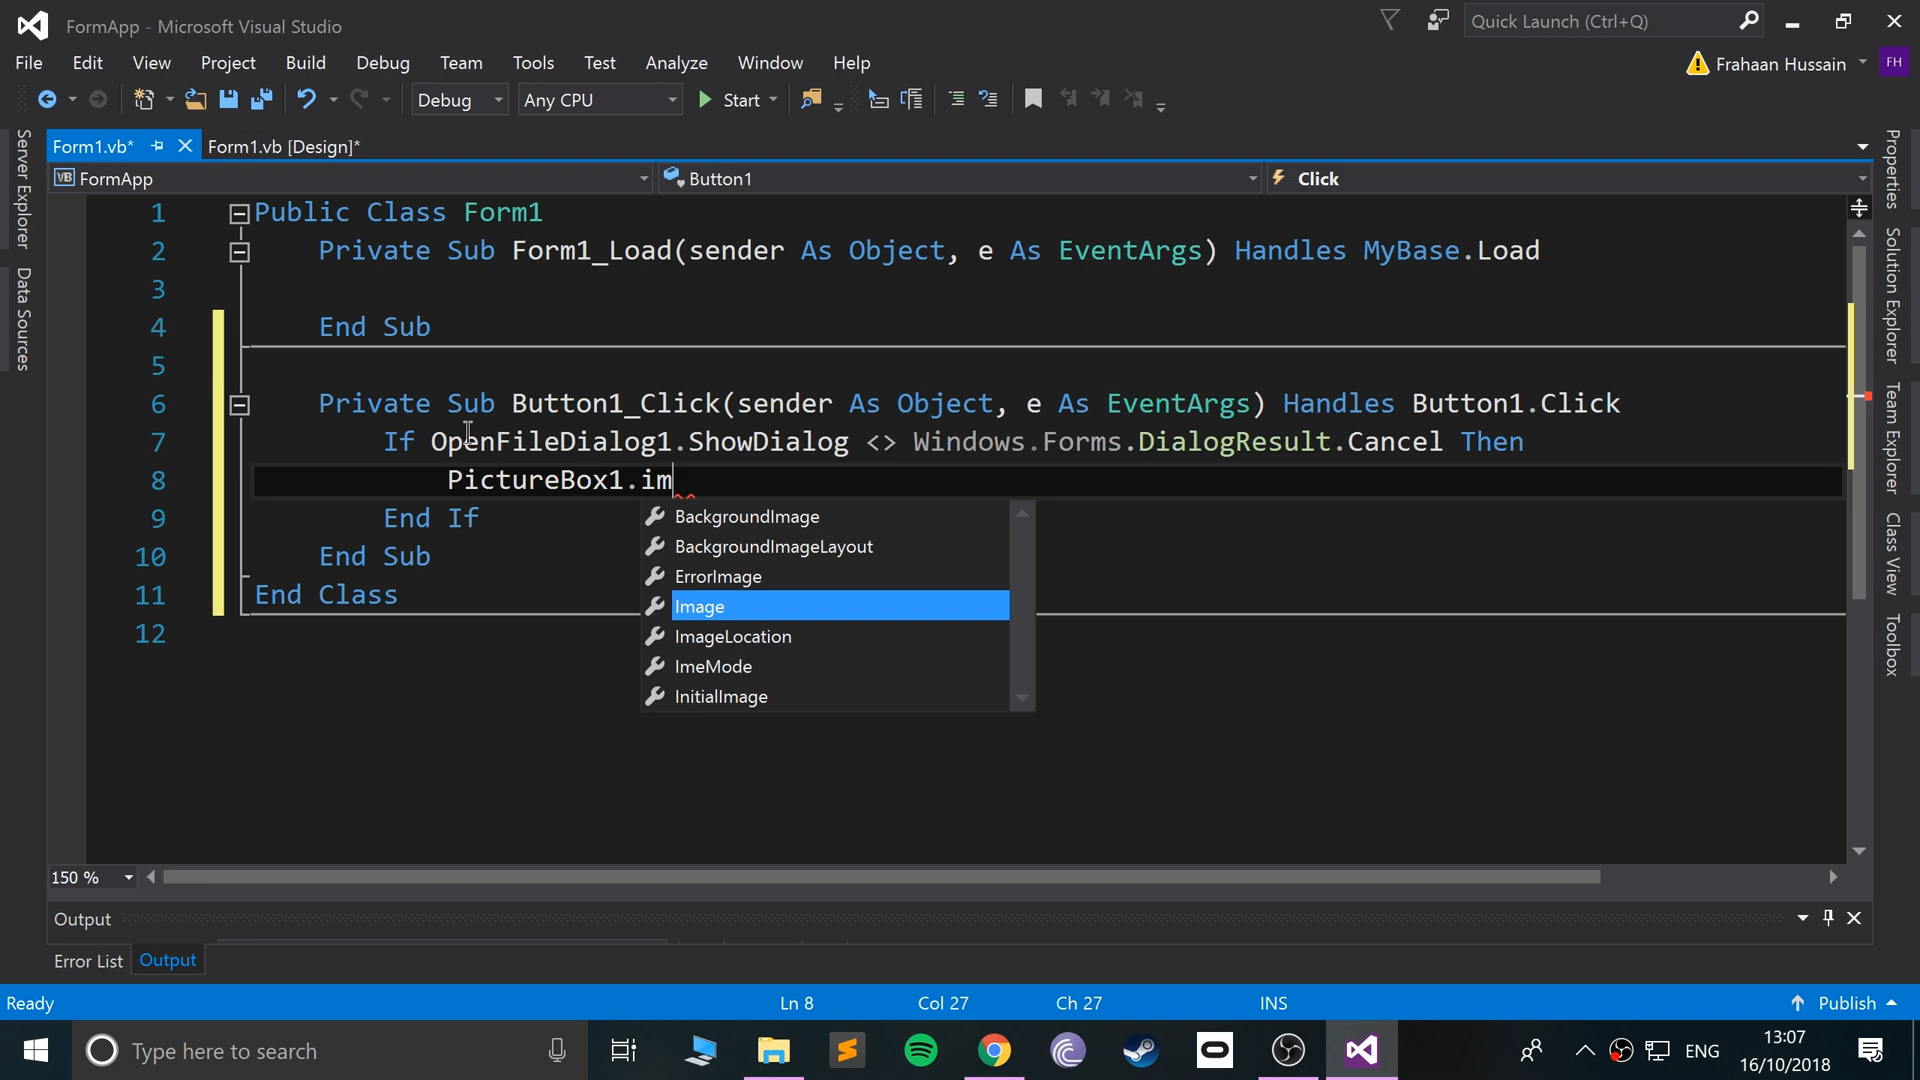 FormApp - Microsoft Visual Studio
Quick Launch (Ctrl+Q)
File Edit View Project Build Debug Team Tools Test Analyze Window Help
Frahaan Hussain FH
Debug Any CPU Start
Server Explorer
Data Sources
Form1.vb* Form1.vb [Design]*
FormApp Button1 Click
1 Public Class Form1
2 Private Sub Form1_Load(sender As Object, e As EventArgs) Handles MyBase.Load
3
4 End Sub
5
6 Private Sub Button1_Click(sender As Object, e As EventArgs) Handles Button1.Click
7 If OpenFileDialog1.ShowDialog <> Windows.Forms.DialogResult.Cancel Then
8 PictureBox1.im
9 End If
10 End Sub
11 End Class
12
BackgroundImage
BackgroundImageLayout
ErrorImage
Image
ImageLocation
ImeMode
InitialImage
Properties
Solution Explorer
Team Explorer
Class View
Toolbox
150 %
Output
Error List Output
Ready Ln 8 Col 27 Ch 27 INS Publish
Type here to search
ENG
13:07
16/10/2018